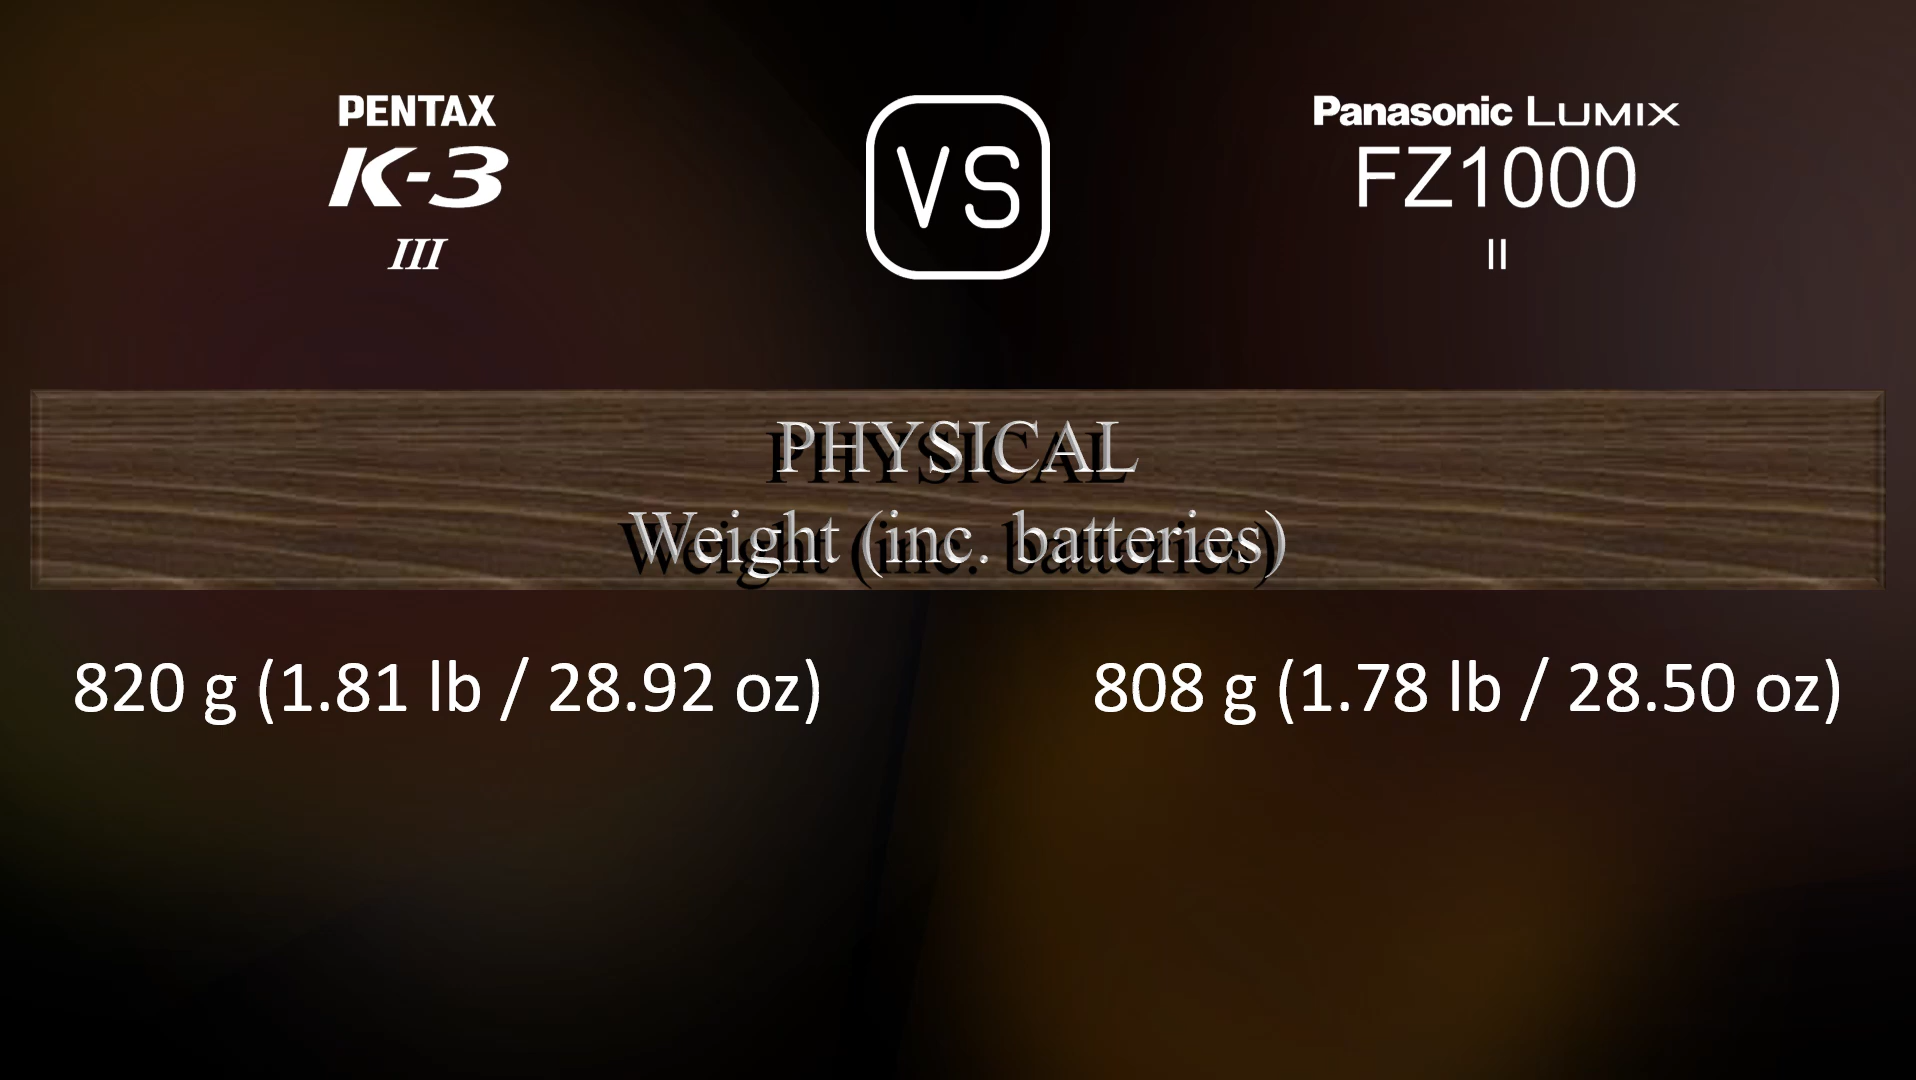 PENTAX
K-3
III
VS
Panasonic LUMIX
FZ1000
II
PHYSICAL
Weight (inc. batteries)
820 g (1.81 lb / 28.92 oz)
808 g (1.78 lb / 28.50 oz)